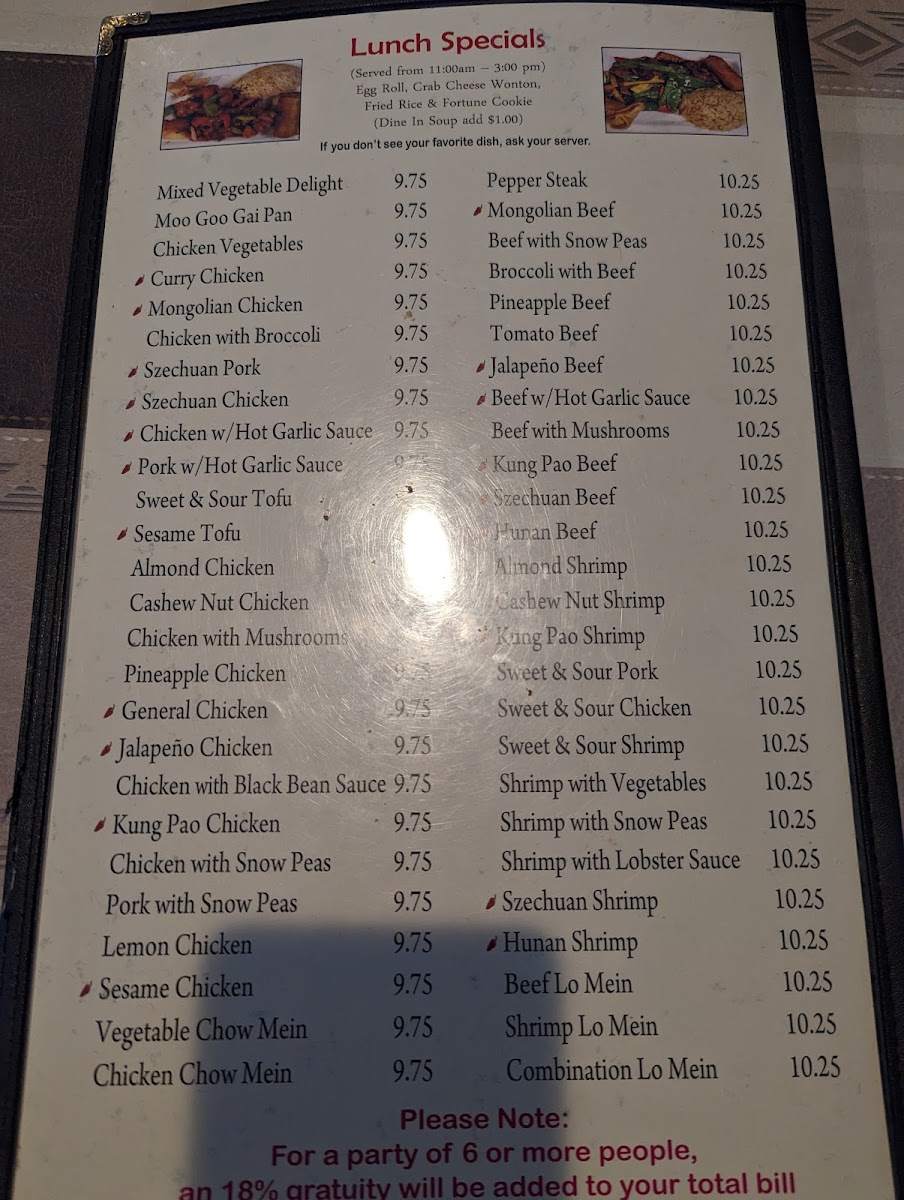 Lunch Specials
(Served from 11:00am – 3:00 pm)
Egg Roll, Crab Cheese Wonton,
Fried Rice & Fortune Cookie
(Dine In Soup add $1.00)
If you don't see your favorite dish, ask your server.
Mixed Vegetable Delight 9.75
Moo Goo Gai Pan 9.75
Chicken Vegetables 9.75
Curry Chicken 9.75
Mongolian Chicken 9.75
Chicken with Broccoli 9.75
Szechuan Pork 9.75
Szechuan Chicken 9.75
Chicken w/Hot Garlic Sauce 9.75
Pork w/Hot Garlic Sauce 9.75
Sweet & Sour Tofu
Sesame Tofu
Almond Chicken
Cashew Nut Chicken
Chicken with Mushrooms
Pineapple Chicken 9.75
General Chicken 9.75
Jalapeño Chicken 9.75
Chicken with Black Bean Sauce 9.75
Kung Pao Chicken 9.75
Chicken with Snow Peas 9.75
Pork with Snow Peas 9.75
Lemon Chicken 9.75
Sesame Chicken 9.75
Vegetable Chow Mein 9.75
Chicken Chow Mein 9.75
Pepper Steak 10.25
Mongolian Beef 10.25
Beef with Snow Peas 10.25
Broccoli with Beef 10.25
Pineapple Beef 10.25
Tomato Beef 10.25
Jalapeño Beef 10.25
Beef w/Hot Garlic Sauce 10.25
Beef with Mushrooms 10.25
Kung Pao Beef 10.25
Szechuan Beef 10.25
Hunan Beef 10.25
Almond Shrimp 10.25
Cashew Nut Shrimp 10.25
Kung Pao Shrimp 10.25
Sweet & Sour Pork 10.25
Sweet & Sour Chicken 10.25
Sweet & Sour Shrimp 10.25
Shrimp with Vegetables 10.25
Shrimp with Snow Peas 10.25
Shrimp with Lobster Sauce 10.25
Szechuan Shrimp 10.25
Hunan Shrimp 10.25
Beef Lo Mein 10.25
Shrimp Lo Mein 10.25
Combination Lo Mein 10.25
Please Note:
For a party of 6 or more people,
an 18% gratuity will be added to your total bill